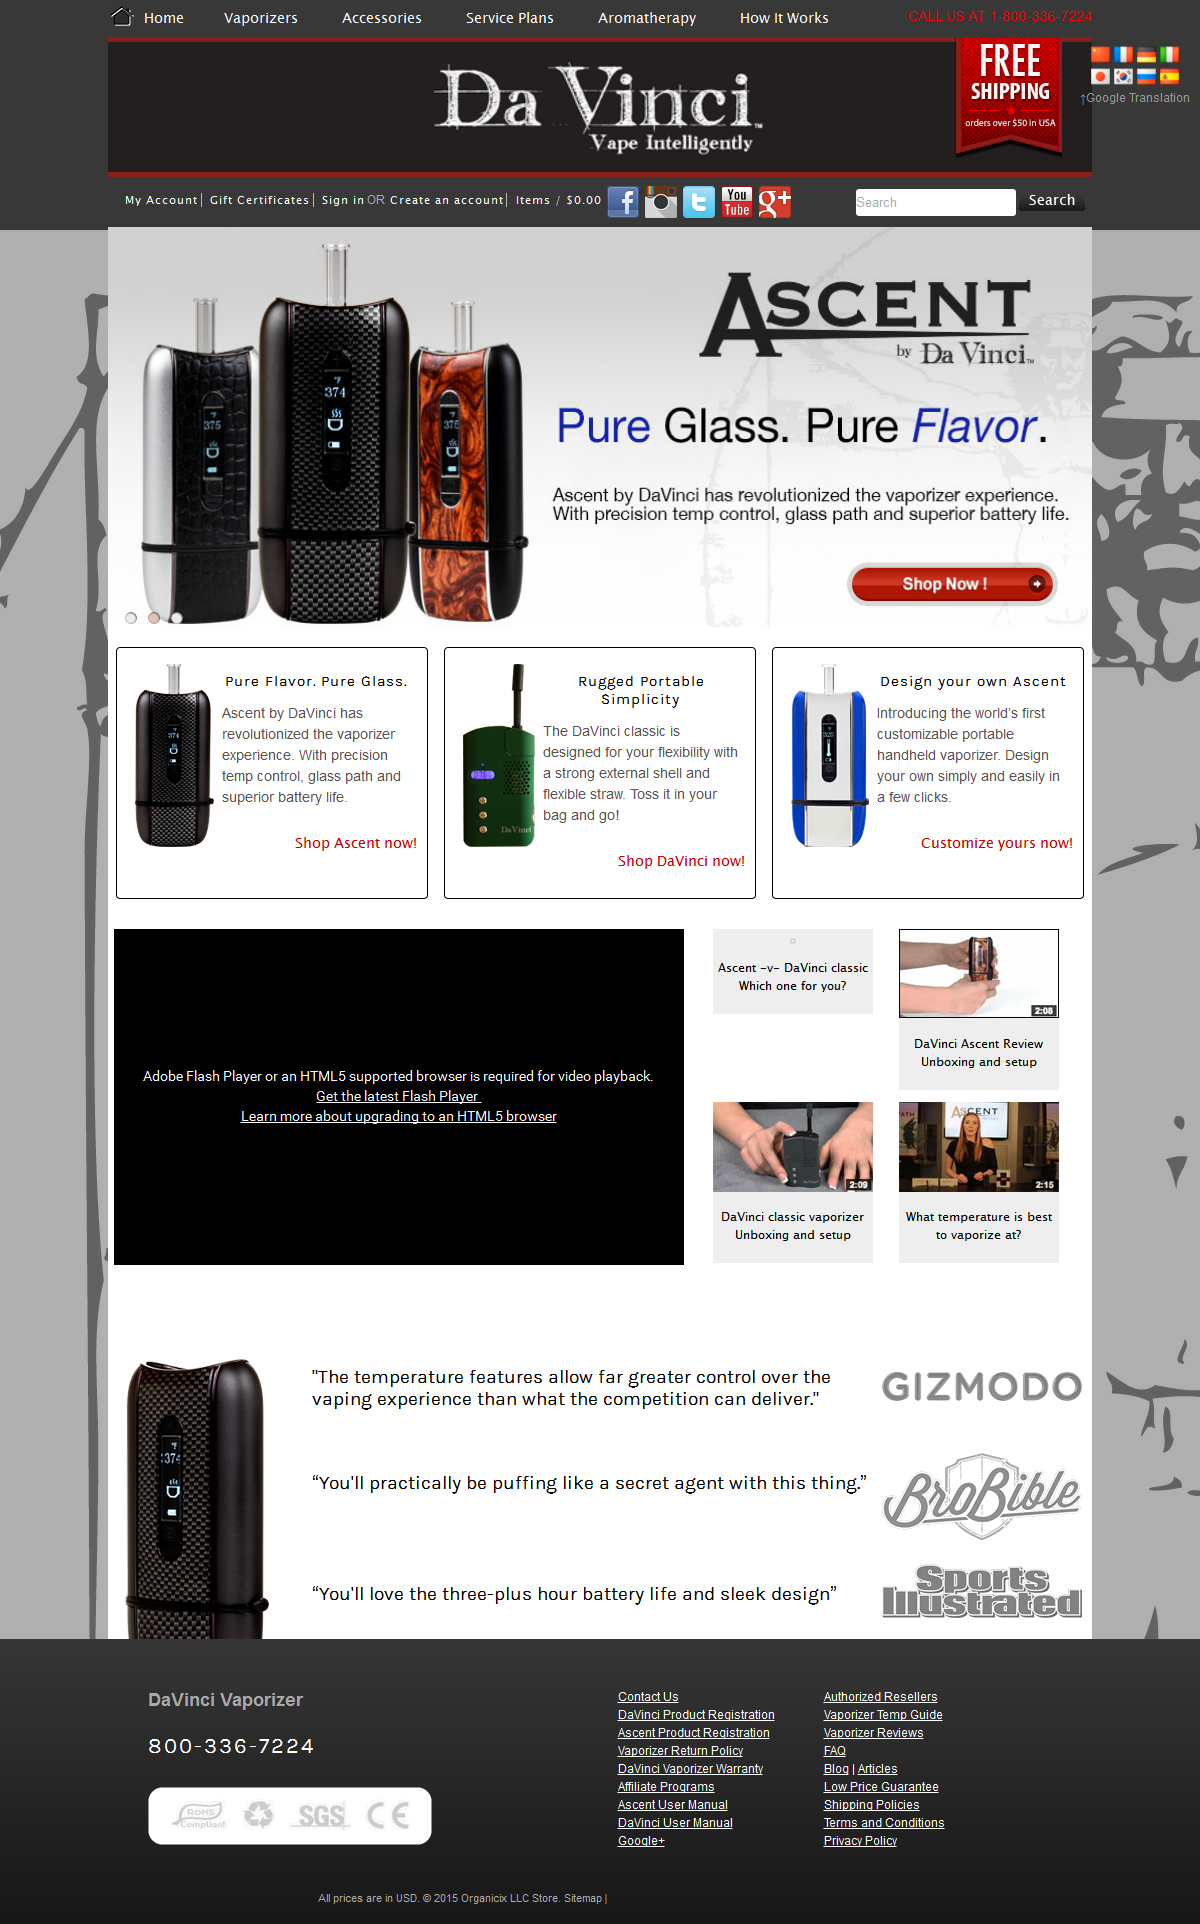 Home Vaporizers Accessories Service Plans Aromatherapy How It Works CALL US AT 1-800-336-7224
Da Vinci™
Vape Intelligently
FREE
SHIPPING
orders over $50 in USA
↑Google Translation
My Account| Gift Certificates| Sign in OR Create an account| Items / $0.00
You
Tube
g+
Search
Search
ASCENT
by Da Vinci™
Pure Glass. Pure Flavor.
Ascent by DaVinci has revolutionized the vaporizer experience.
With precision temp control, glass path and superior battery life.
Shop Now !
°F
375
°F
374
°F
375
Pure Flavor. Pure Glass.
Ascent by DaVinci has
revolutionized the vaporizer
experience. With precision
temp control, glass path and
superior battery life.
Shop Ascent now!
374
Rugged Portable
Simplicity
The DaVinci classic is
designed for your flexibility with
a strong external shell and
flexible straw. Toss it in your
bag and go!
Shop DaVinci now!
DaVinci
Design your own Ascent
Introducing the world's first
customizable portable
handheld vaporizer. Design
your own simply and easily in
a few clicks.
Customize yours now!
325
Adobe Flash Player or an HTML5 supported browser is required for video playback.
Get the latest Flash Player
Learn more about upgrading to an HTML5 browser
Ascent -v- DaVinci classic
Which one for you?
2:08
DaVinci Ascent Review
Unboxing and setup
2:09
DaVinci classic vaporizer
Unboxing and setup
ASCENT
2:15
What temperature is best
to vaporize at?
°F
374
"The temperature features allow far greater control over the
vaping experience than what the competition can deliver."
GIZMODO
“You'll practically be puffing like a secret agent with this thing.”
BroBible
“You'll love the three-plus hour battery life and sleek design”
Sports
Illustrated
DaVinci Vaporizer
800-336-7224
ROHS
Compliant
SGS
CE
Contact Us
DaVinci Product Registration
Ascent Product Registration
Vaporizer Return Policy
DaVinci Vaporizer Warranty
Affiliate Programs
Ascent User Manual
DaVinci User Manual
Google+
Authorized Resellers
Vaporizer Temp Guide
Vaporizer Reviews
FAQ
Blog | Articles
Low Price Guarantee
Shipping Policies
Terms and Conditions
Privacy Policy
All prices are in USD. © 2015 Organicix LLC Store. Sitemap |